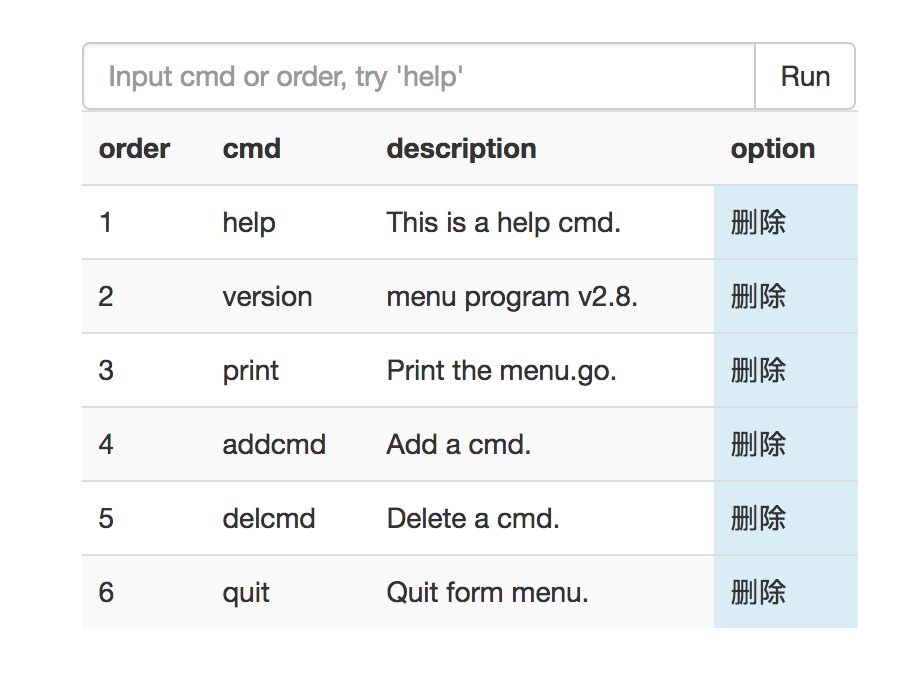 Input cmd or order, try 'help' Run
order cmd description option
1 help This is a help cmd. 删除
2 version menu program v2.8. 删除
3 print Print the menu.go. 删除
4 addcmd Add a cmd. 删除
5 delcmd Delete a cmd. 删除
6 quit Quit form menu. 删除